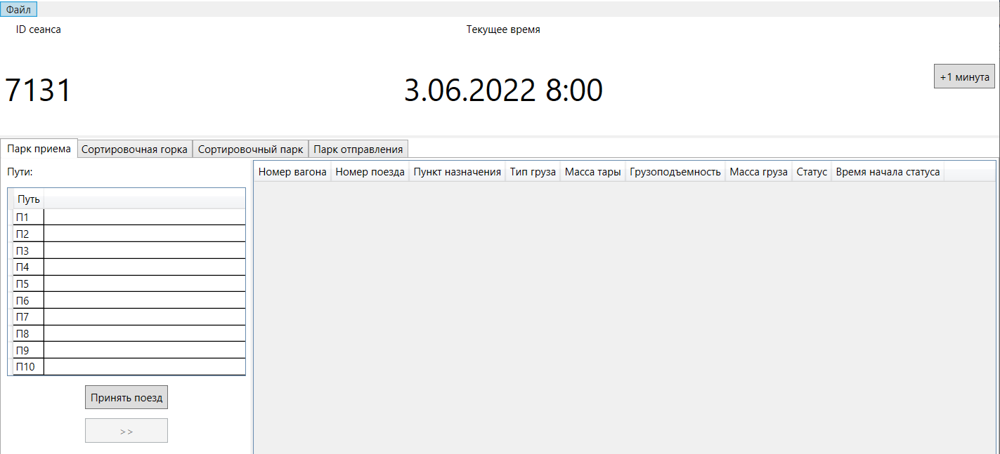 Файл
ID сеанса
Текущее время
7131
3.06.2022 8:00
+1 минута
Парк приема Сортировочная горка Сортировочный парк Парк отправления
Пути:
Номер вагона Номер поезда Пункт назначения Тип груза Масса тары Грузоподъемность Масса груза Статус Время начала статуса
Путь
П1
П2
П3
П4
П5
П6
П7
П8
П9
П10
Принять поезд
>>